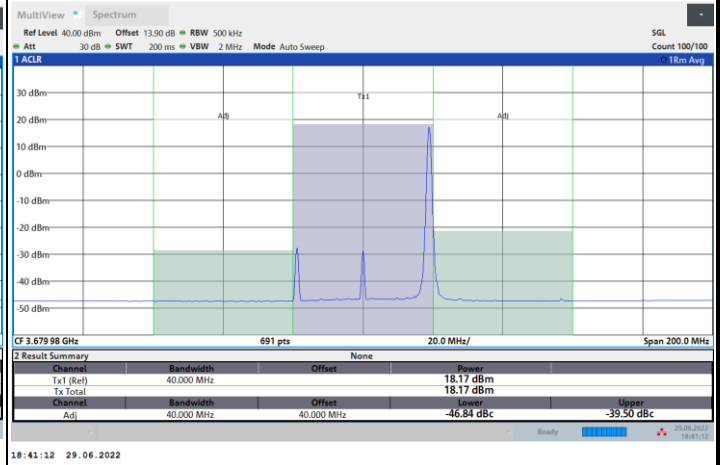 MultiView Spectrum
Ref Level 40.00 dBm Offset 13.90 dB RBW 500 kHz SGL
Att 30 dB SWT 200 ms VBW 2 MHz Mode Auto Sweep Count 100/100
1 ACLR 1Rm Avg
30 dBm
Tx1
20 dBm
Adj Adj
10 dBm
0 dBm
-10 dBm
-20 dBm
-30 dBm
-40 dBm
-50 dBm
CF 3.679 98 GHz 691 pts 20.0 MHz/ Span 200.0 MHz
2 Result Summary None
Channel Bandwidth Offset Power
Tx1 (Ref) 40.000 MHz 18.17 dBm
Tx Total 18.17 dBm
Channel Bandwidth Offset Lower Upper
Adj 40.000 MHz 40.000 MHz -46.84 dBc -39.50 dBc
Ready 29.06.2022
18:41:12
18:41:12 29.06.2022